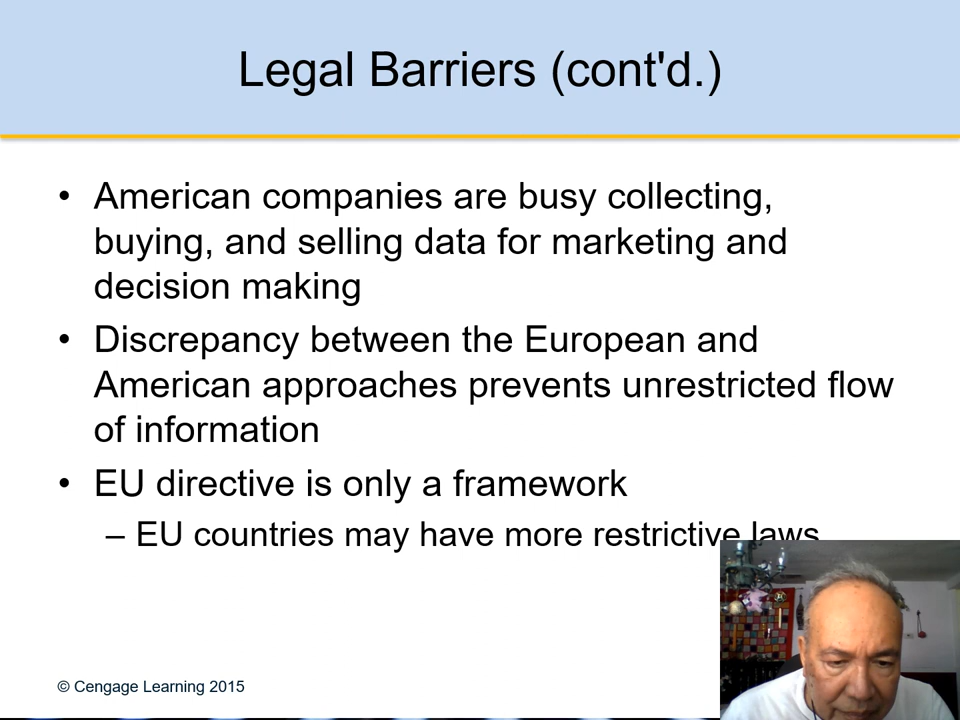 Legal Barriers (cont'd.)
• American companies are busy collecting,
buying, and selling data for marketing and
decision making
• Discrepancy between the European and
American approaches prevents unrestricted flow
of information
• EU directive is only a framework
– EU countries may have more restrictive laws
© Cengage Learning 2015